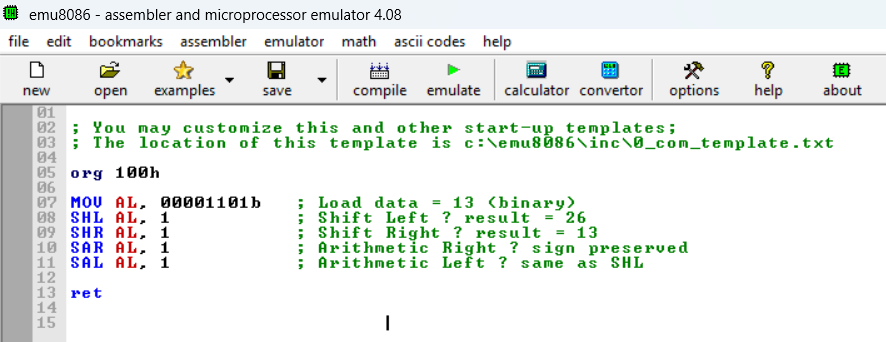 emu8086 - assembler and microprocessor emulator 4.08
file edit bookmarks assembler emulator math ascii codes help
new open examples save compile emulate calculator convertor options help about
01
02 ; You may customize this and other start-up templates;
03 ; The location of this template is c:\emu8086\inc\0_com_template.txt
04
05 org 100h
06
07 MOV AL, 00001101b ; Load data = 13 (binary)
08 SHL AL, 1 ; Shift Left ? result = 26
09 SHR AL, 1 ; Shift Right ? result = 13
10 SAR AL, 1 ; Arithmetic Right ? sign preserved
11 SAL AL, 1 ; Arithmetic Left ? same as SHL
12
13 ret
14
15